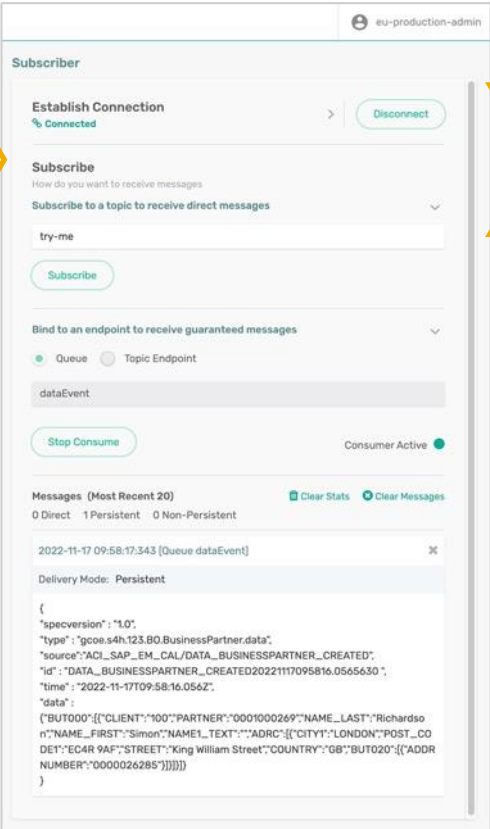 eu-production-admin
Subscriber
Establish Connection
Connected
Disconnect
Subscribe
How do you want to receive messages
Subscribe to a topic to receive direct messages
try-me
Subscribe
Bind to an endpoint to receive guaranteed messages
Queue Topic Endpoint
dataEvent
Stop Consume
Consumer Active
Messages (Most Recent 20) Clear Stats Clear Messages
0 Direct 1 Persistent 0 Non-Persistent
2022-11-17 09:58:17:343 [Queue dataEvent]
Delivery Mode: Persistent
{
"specversion" : "1.0",
"type" : "gcoe.s4h.123.BO.BusinessPartner.data",
"source":"ACI_SAP_EM_CAL/DATA_BUSINESSPARTNER_CREATED",
"id" : "DATA_BUSINESSPARTNER_CREATED20221117095816.0565630 ",
"time" : "2022-11-17T09:58:16.056Z",
"data" :
{"BUT000":[{"CLIENT":"100","PARTNER":"0001000269","NAME_LAST":"Richardso
n","NAME_FIRST":"Simon","NAME1_TEXT":"","ADRC":[{"CITY1":"LONDON","POST_CO
DE1":"EC4R 9AF","STREET":"King William Street","COUNTRY":"GB","BUT020":[{"ADDR
NUMBER":"0000026285"}]}]}]}
}